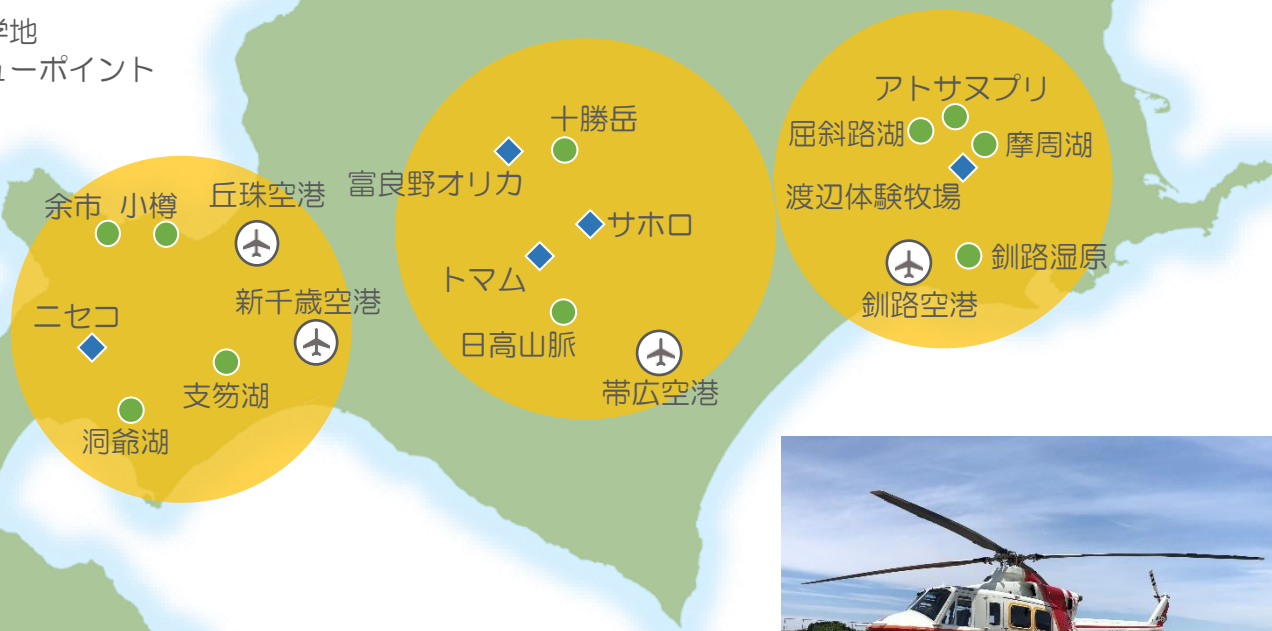 学地
ューポイント
余市
小樽
丘珠空港
ニセコ
新千歳空港
支笏湖
洞爺湖
十勝岳
富良野オリカ
サホロ
トマム
日高山脈
帯広空港
アトサヌプリ
屈斜路湖
摩周湖
渡辺体験牧場
釧路湿原
釧路空港